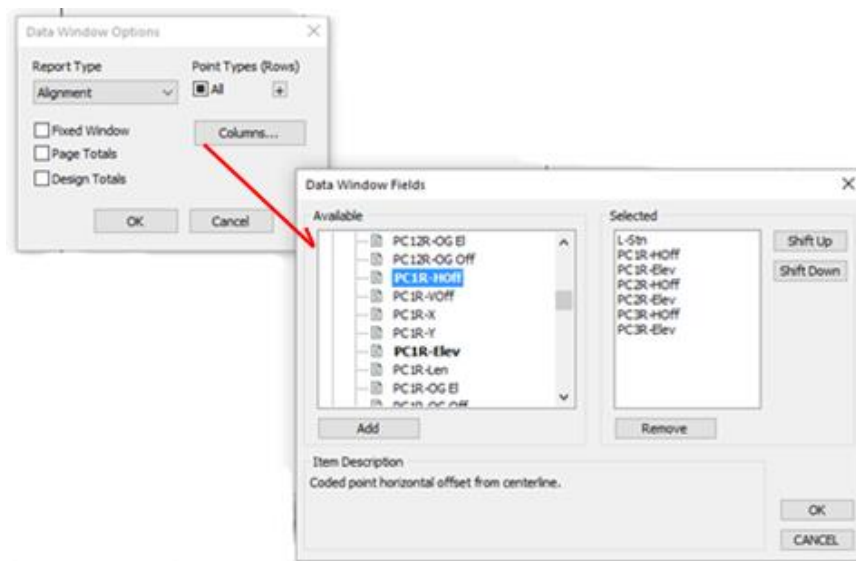 Data Window Options
Report Type
Point Types (Rows)
Alignment
All
Fixed Window
Columns...
Page Totals
Design Totals
OK
Cancel
Data Window Fields
Available
PC12R-OG El
PC12R-OG Off
PC1R-HOff
PC1R-VOff
PC1R-X
PC1R-Y
PC1R-Elev
PC1R-Len
PC1R-OG El
PC1R-OG Off
Add
Selected
L-Stn
PC1R-HOff
PC1R-Elev
PC2R-HOff
PC2R-Elev
PC3R-HOff
PC3R-Elev
Remove
Shift Up
Shift Down
Item Description
Coded point horizontal offset from centerline.
OK
CANCEL